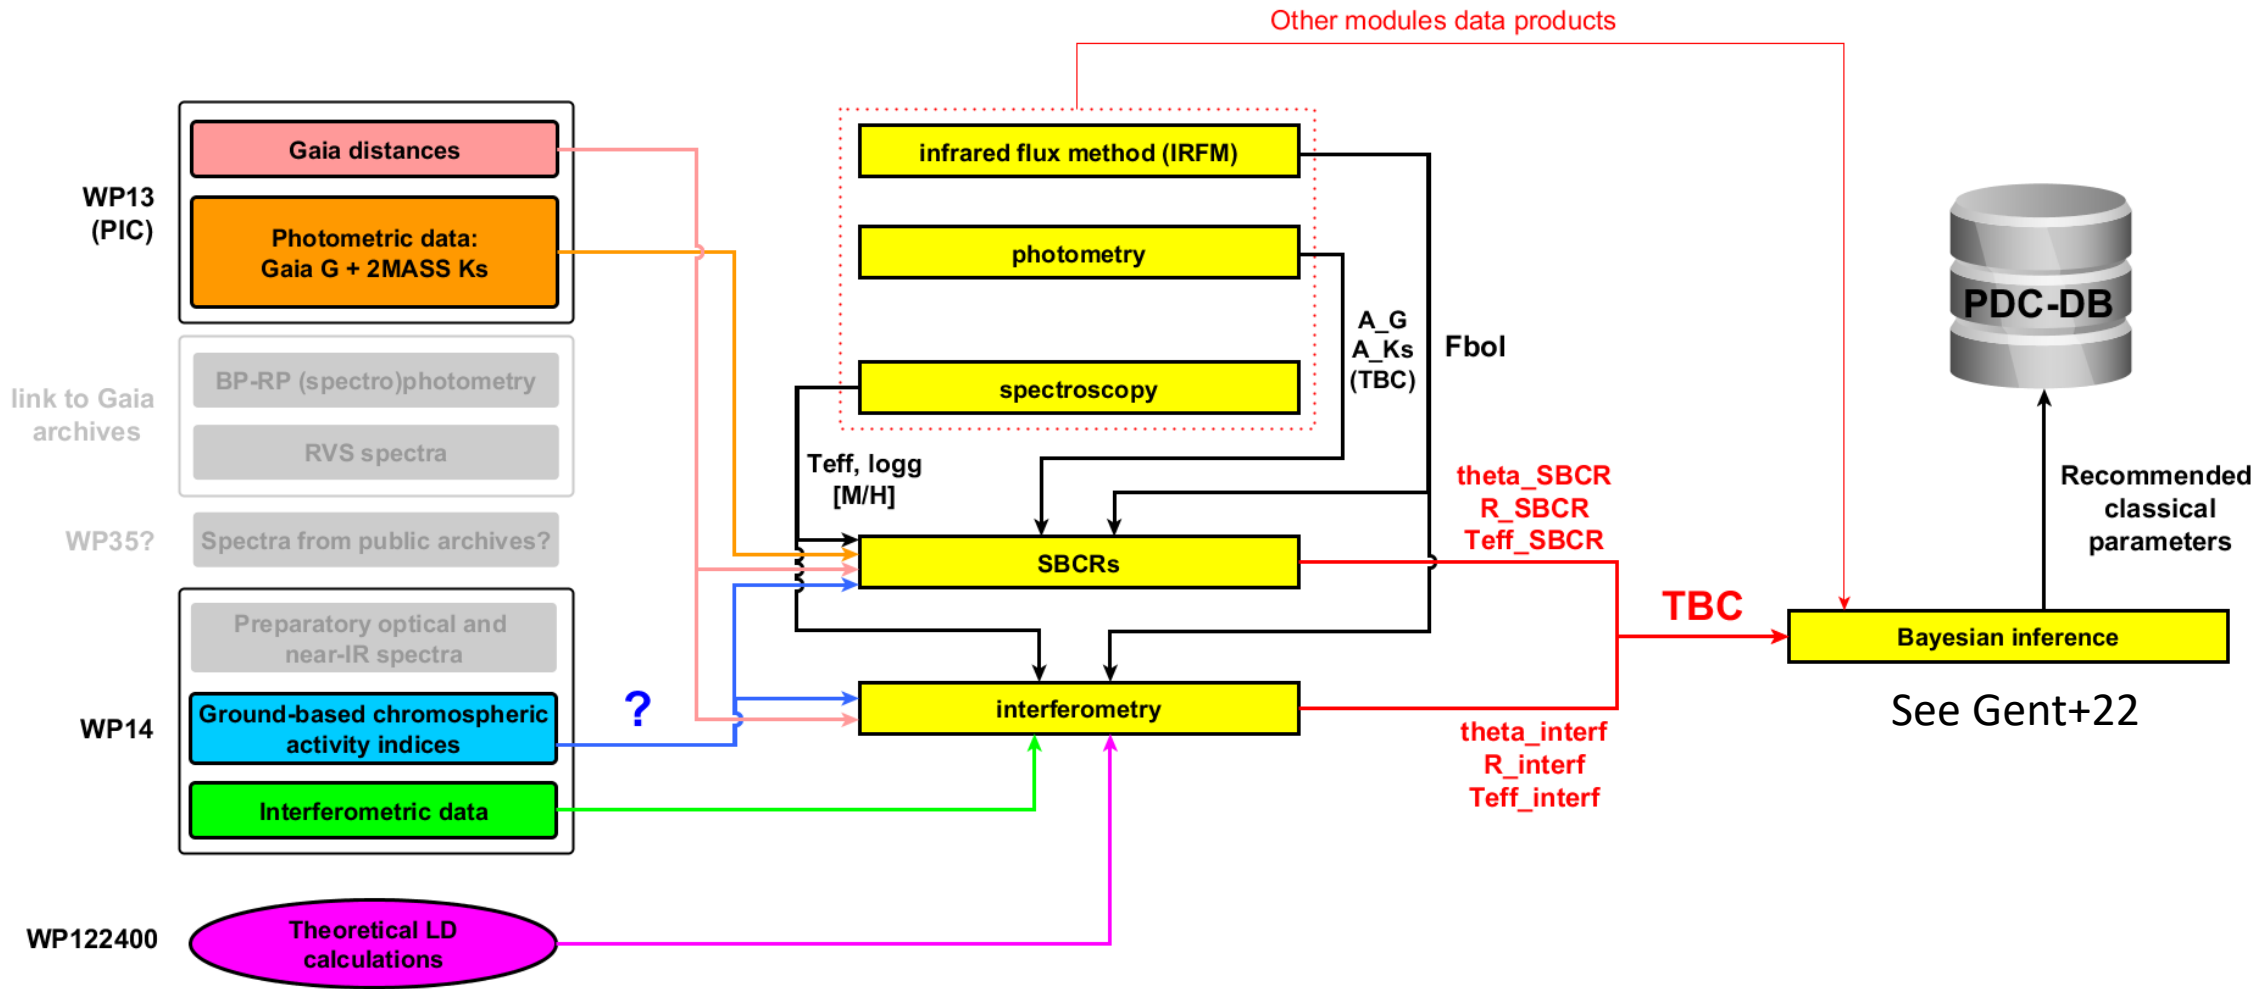 Other modules data products
WP13
(PIC)
Gaia distances
Photometric data:
Gaia G + 2MASS Ks
link to Gaia
archives
BP-RP (spectro)photometry
RVS spectra
WP35?
Spectra from public archives?
WP14
Preparatory optical and
near-IR spectra
Ground-based chromospheric
activity indices
Interferometric data
WP122400
Theoretical LD
calculations
?
infrared flux method (IRFM)
photometry
spectroscopy
A_G
A_Ks
(TBC)
Fbol
Teff, logg
[M/H]
SBCRs
interferometry
theta_SBCR
R_SBCR
Teff_SBCR
theta_interf
R_interf
Teff_interf
TBC
Bayesian inference
See Gent+22
Recommended
classical
parameters
PDC-DB